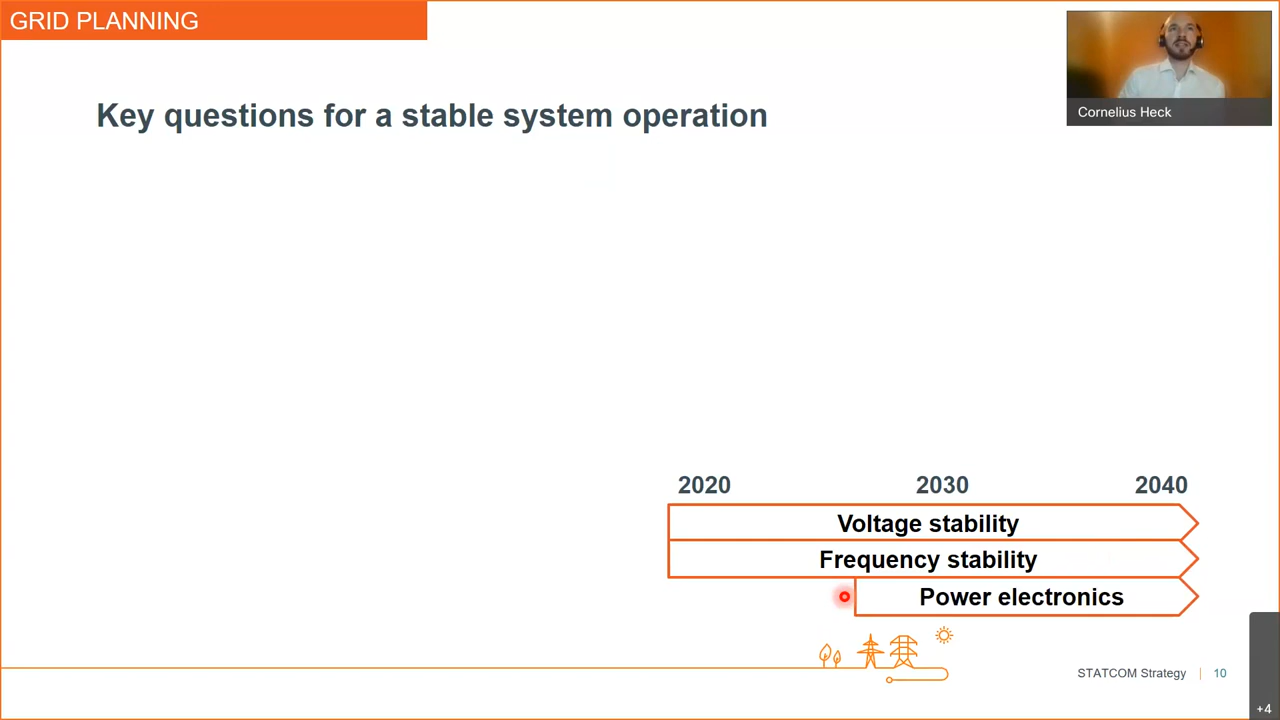 GRID PLANNING
Key questions for a stable system operation
Cornelius Heck
2020 2030 2040
Voltage stability
Frequency stability
Power electronics
STATCOM Strategy | 10
+4